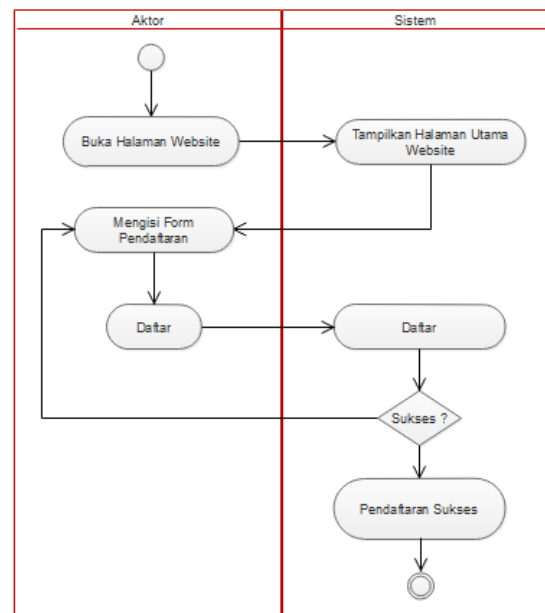 Aktor
Sistem
Buka Halaman Website
Tampilkan Halaman Utama
Website
Mengisi Form
Pendaftaran
Daftar
Daftar
Sukses ?
Pendaftaran Sukses